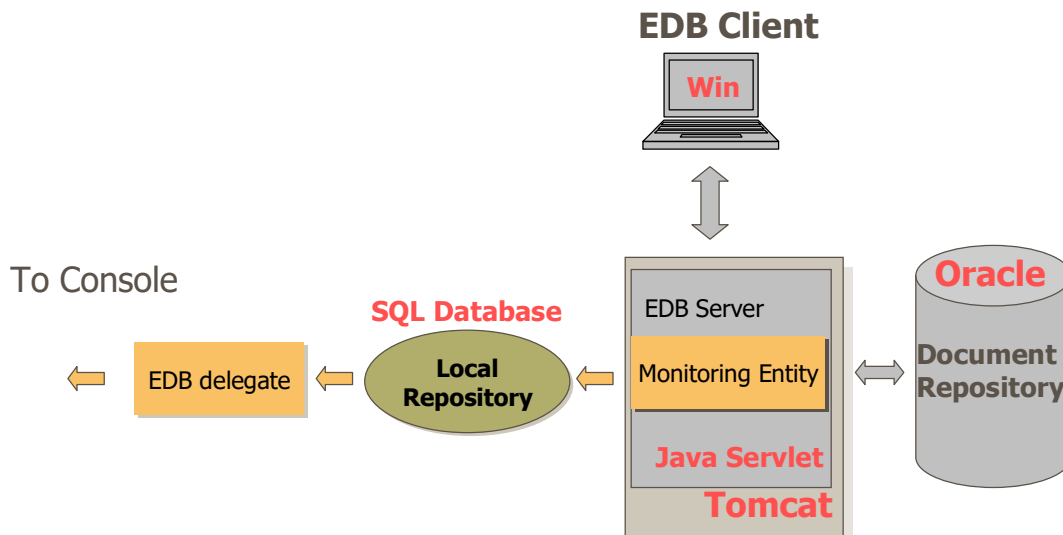 EDB Client
Win
To Console
SQL Database
EDB delegate
Local
Repository
EDB Server
Monitoring Entity
Java Servlet
Tomcat
Oracle
Document
Repository